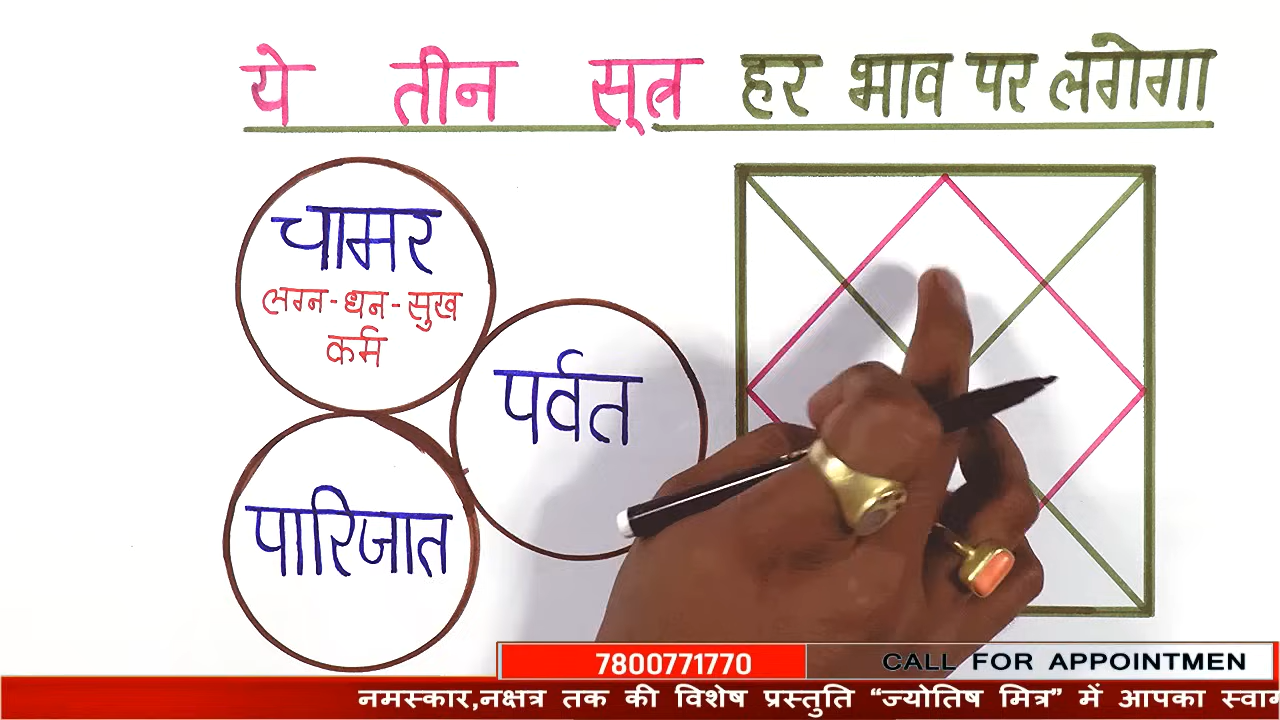 ये तीन सूत्र हर भाव पर लगेगा
चामर
लग्न-धन-सुख
कर्म
पर्वत
पारिजात
7800771770 CALL FOR APPOINTMEN
नमस्कार,नक्षत्र तक की विशेष प्रस्तुति “ज्योतिष मित्र” में आपका